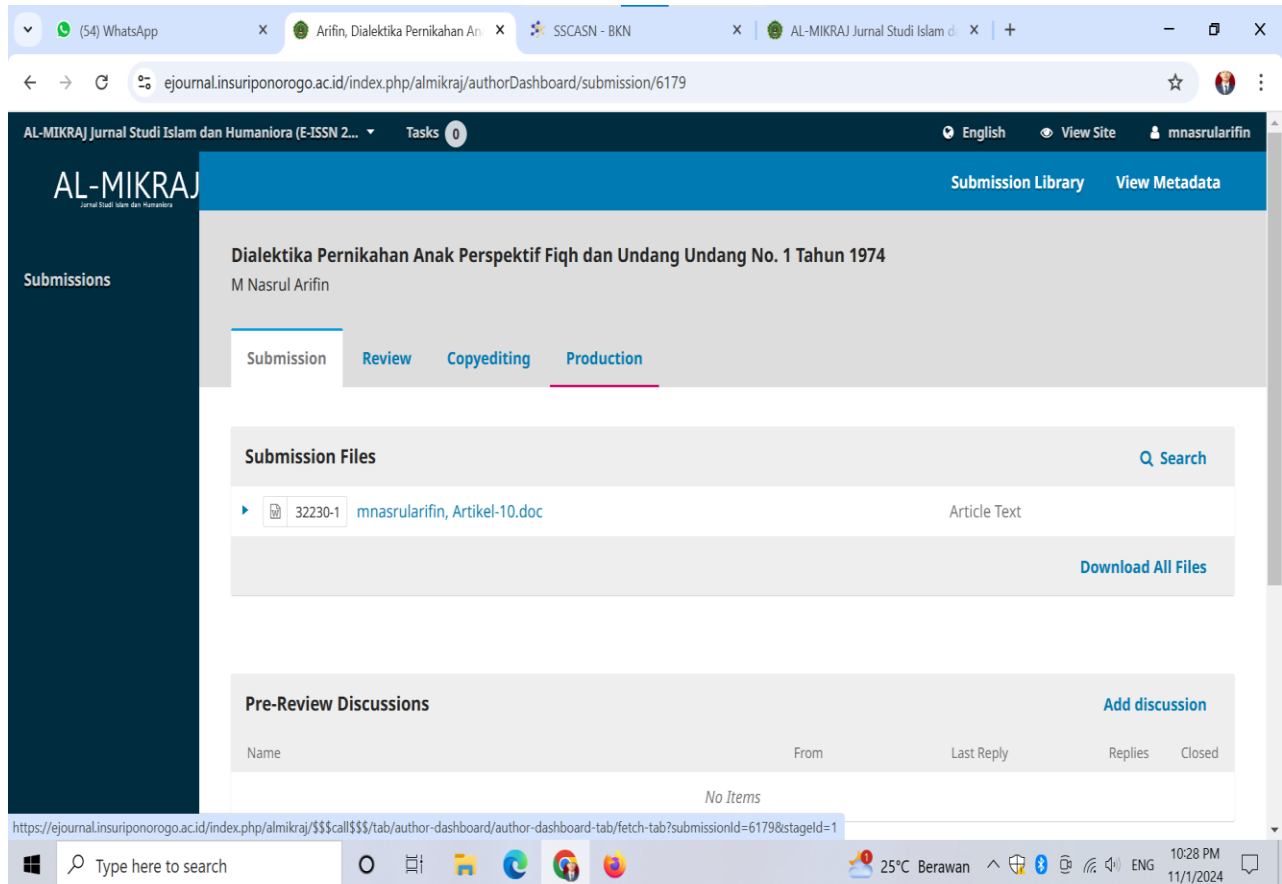 (54) WhatsApp
Arifin, Dialektika Pernikahan An
SSCASN - BKN
AL-MIKRAJ Jurnal Studi Islam d
ejournal.insuriponorogo.ac.id/index.php/almikraj/authorDashboard/submission/6179
AL-MIKRAJ Jurnal Studi Islam dan Humaniora (E-ISSN 2... Tasks 0 English View Site mnasrularifin
AL-MIKRAJ
Jurnal Studi Islam dan Humaniora
Submission Library View Metadata
Dialektika Pernikahan Anak Perspektif Fiqh dan Undang Undang No. 1 Tahun 1974
M Nasrul Arifin
Submissions
Submission Review Copyediting Production
Submission Files Search
32230-1 mnasrularifin, Artikel-10.doc Article Text
Download All Files
Pre-Review Discussions Add discussion
Name From Last Reply Replies Closed
No Items
https://ejournal.insuriponorogo.ac.id/index.php/almikraj/$$$call$$$/tab/author-dashboard/author-dashboard-tab/fetch-tab?submissionId=6179&stageId=1
Type here to search 25°C Berawan ENG 10:28 PM
11/1/2024